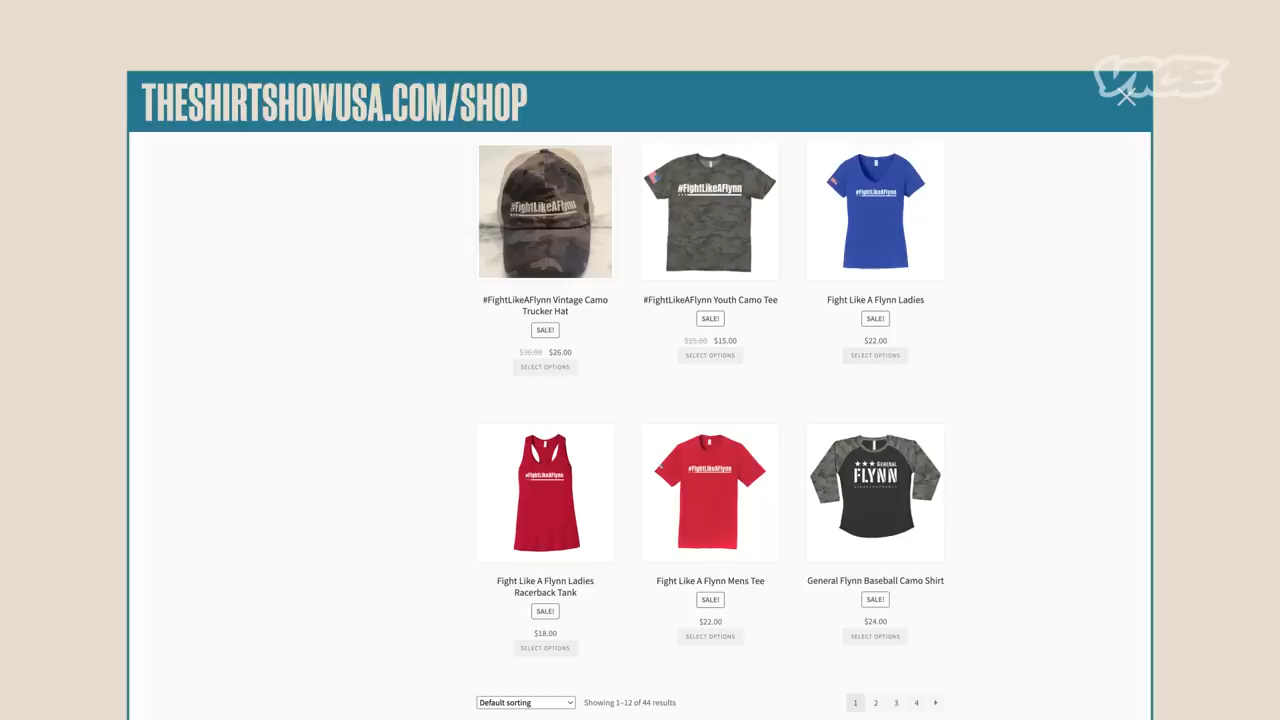 VICE
THESHIRTSHOWUSA.COM/SHOP
#FightLikeAFlynn
#FightLikeAFlynn
#FightLikeAFlynn
#FightLikeAFlynn Vintage Camo
Trucker Hat
SALE!
$36.00 $26.00
SELECT OPTIONS
#FightLikeAFlynn Youth Camo Tee
SALE!
$25.00 $15.00
SELECT OPTIONS
Fight Like A Flynn Ladies
SALE!
$22.00
SELECT OPTIONS
#FightLikeAFlynn
#FightLikeAFlynn
GENERAL
FLYNN
Fight Like A Flynn Ladies
Racerback Tank
SALE!
$18.00
SELECT OPTIONS
Fight Like A Flynn Mens Tee
SALE!
$22.00
SELECT OPTIONS
General Flynn Baseball Camo Shirt
SALE!
$24.00
SELECT OPTIONS
Default sorting
Showing 1–12 of 44 results
1 2 3 4